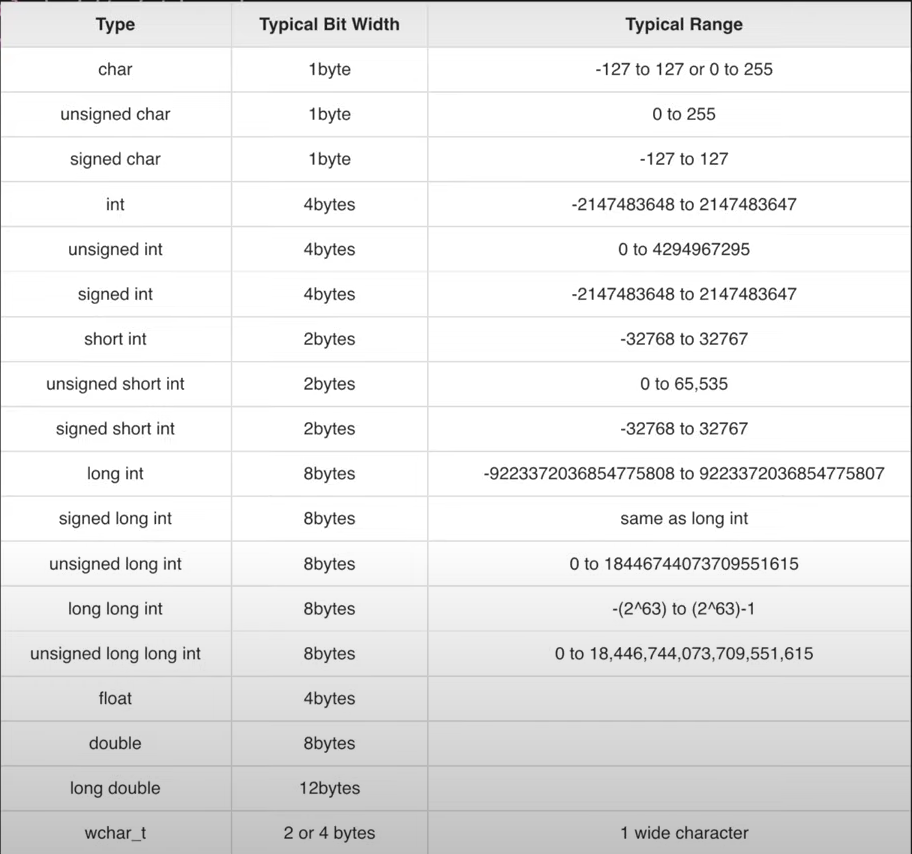 Type Typical Bit Width Typical Range
char 1byte -127 to 127 or 0 to 255
unsigned char 1byte 0 to 255
signed char 1byte -127 to 127
int 4bytes -2147483648 to 2147483647
unsigned int 4bytes 0 to 4294967295
signed int 4bytes -2147483648 to 2147483647
short int 2bytes -32768 to 32767
unsigned short int 2bytes 0 to 65,535
signed short int 2bytes -32768 to 32767
long int 8bytes -9223372036854775808 to 9223372036854775807
signed long int 8bytes same as long int
unsigned long int 8bytes 0 to 18446744073709551615
long long int 8bytes -(2^63) to (2^63)-1
unsigned long long int 8bytes 0 to 18,446,744,073,709,551,615
float 4bytes
double 8bytes
long double 12bytes
wchar_t 2 or 4 bytes 1 wide character